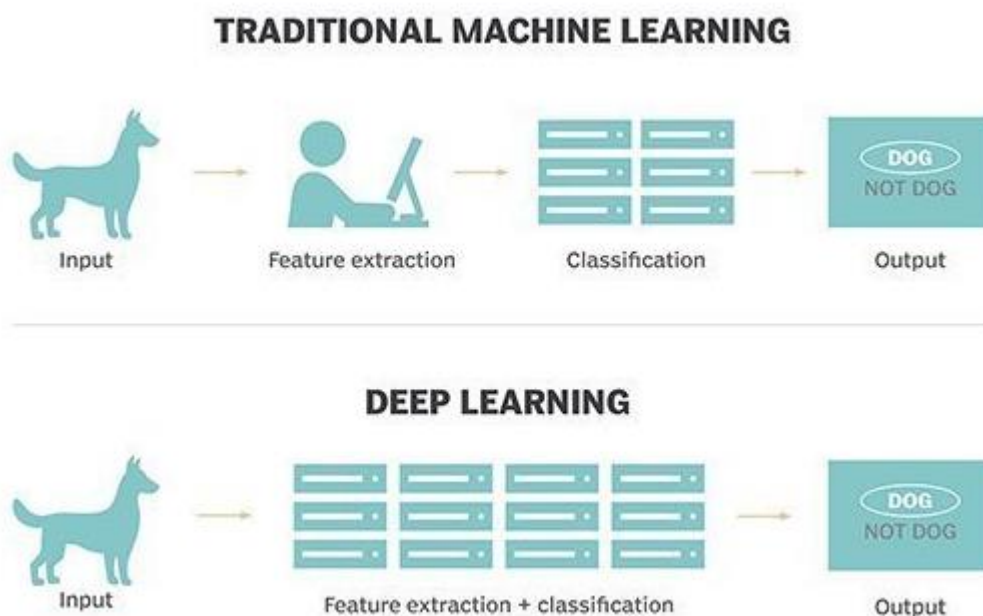 TRADITIONAL MACHINE LEARNING
DOG
NOT DOG
Input
Feature extraction
Classification
Output
DEEP LEARNING
DOG
NOT DOG
Input
Feature extraction + classification
Output